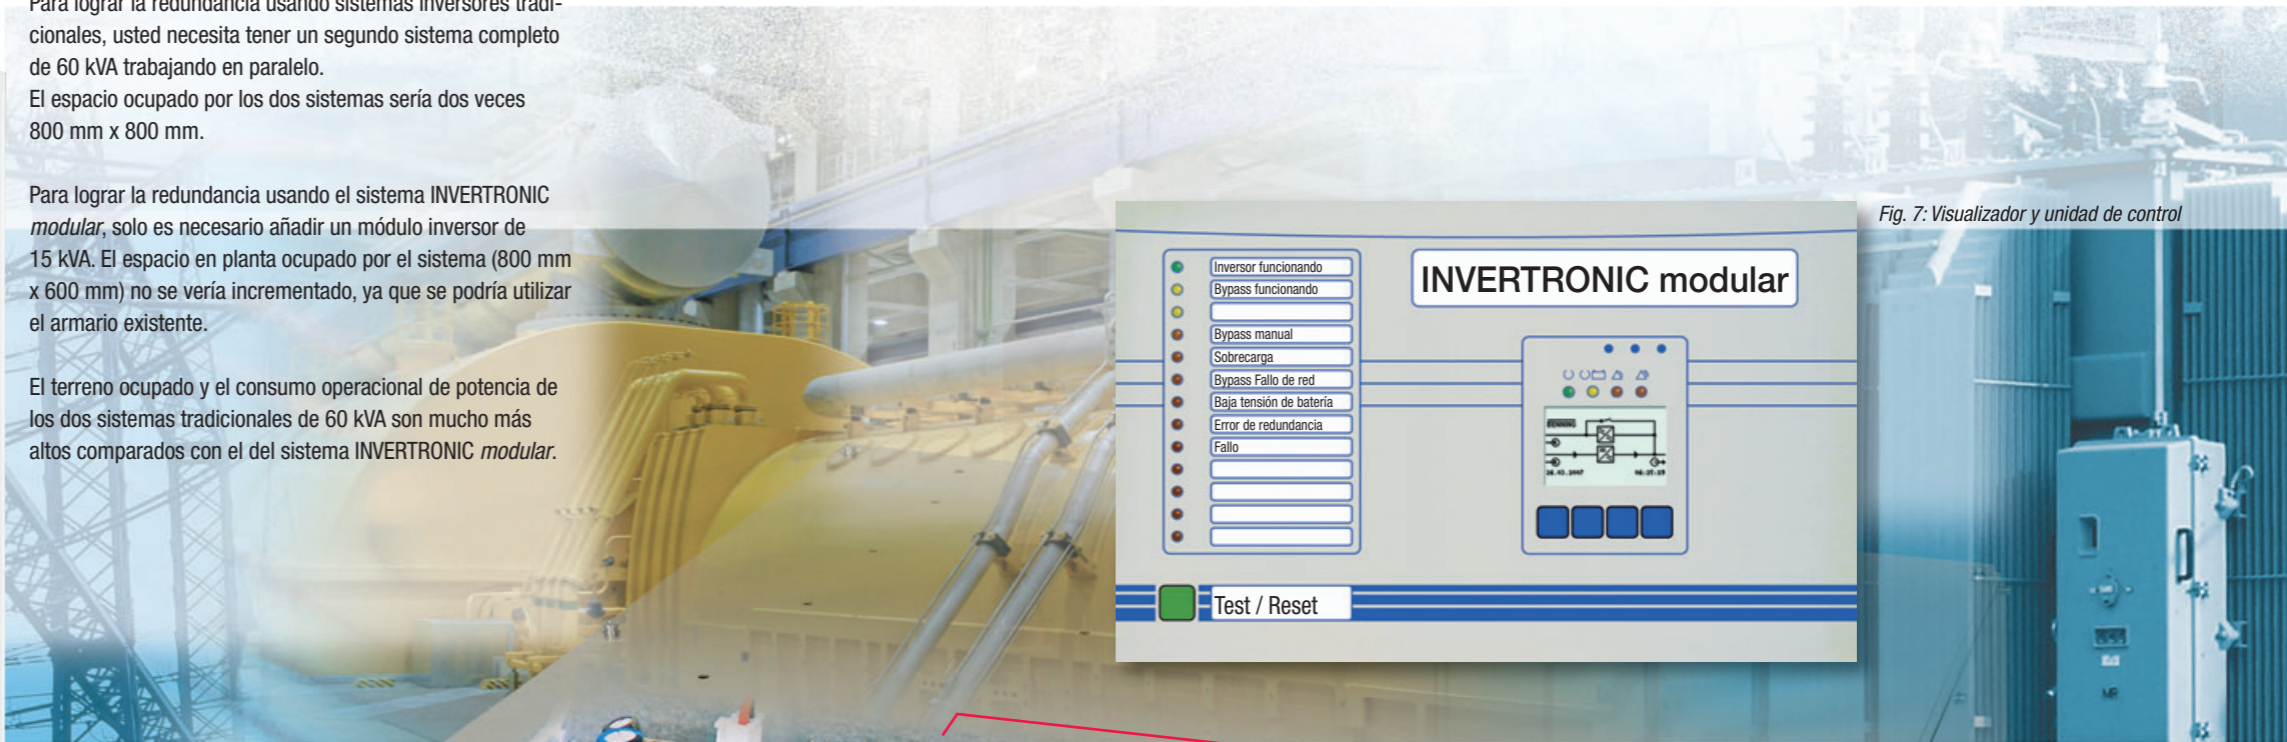 Para lograr la redundancia usando sistemas inversores tradi-
cionales, usted necesita tener un segundo sistema completo
de 60 kVA trabajando en paralelo.
El espacio ocupado por los dos sistemas sería dos veces
800 mm x 800 mm.
Para lograr la redundancia usando el sistema INVERTRONIC
modular, solo es necesario añadir un módulo inversor de
15 kVA. El espacio en planta ocupado por el sistema (800 mm
x 600 mm) no se vería incrementado, ya que se podría utilizar
el armario existente.
El terreno ocupado y el consumo operacional de potencia de
los dos sistemas tradicionales de 60 kVA son mucho más
altos comparados con el del sistema INVERTRONIC modular.
Fig. 7: Visualizador y unidad de control
INVERTRONIC modular
Inversor funcionando
Bypass funcionando
Bypass manual
Sobrecarga
Bypass Fallo de red
Baja tensión de batería
Error de redundancia
Fallo
BENNING
Test / Reset
MR